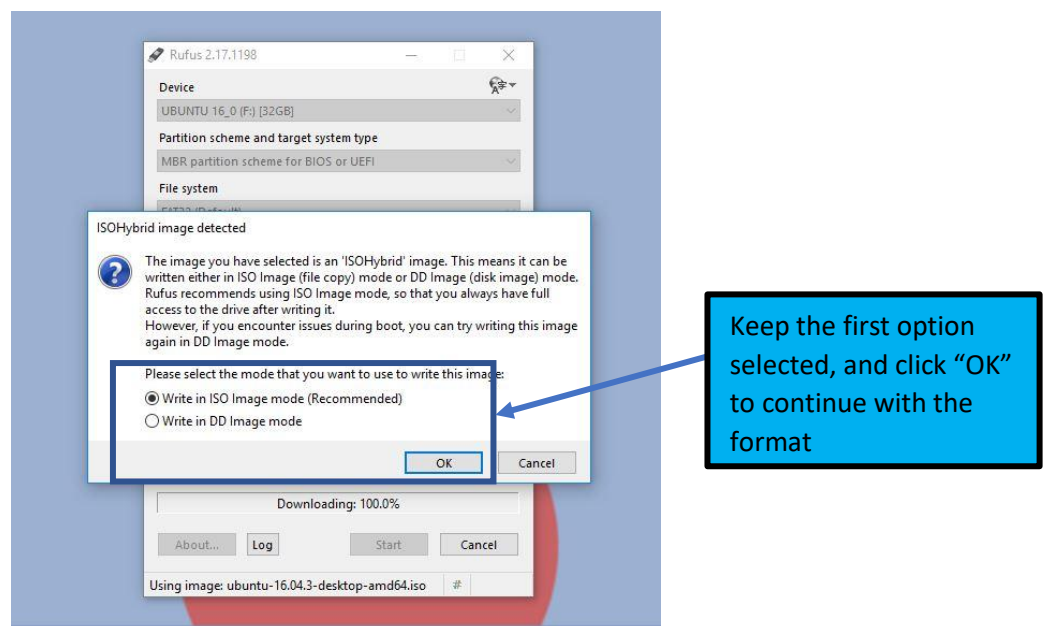 Rufus 2.17.1198
Device
UBUNTU 16_0 (F:) [32GB]
Partition scheme and target system type
MBR partition scheme for BIOS or UEFI
File system
ISOHybrid image detected
The image you have selected is an 'ISOHybrid' image. This means it can be
written either in ISO Image (file copy) mode or DD Image (disk image) mode.
Rufus recommends using ISO Image mode, so that you always have full
access to the drive after writing it.
However, if you encounter issues during boot, you can try writing this image
again in DD Image mode.
Please select the mode that you want to use to write this image:
Write in ISO Image mode (Recommended)
Write in DD Image mode
OK Cancel
Downloading: 100.0%
About... Log Start Cancel
Using image: ubuntu-16.04.3-desktop-amd64.iso #
Keep the first option
selected, and click “OK”
to continue with the
format